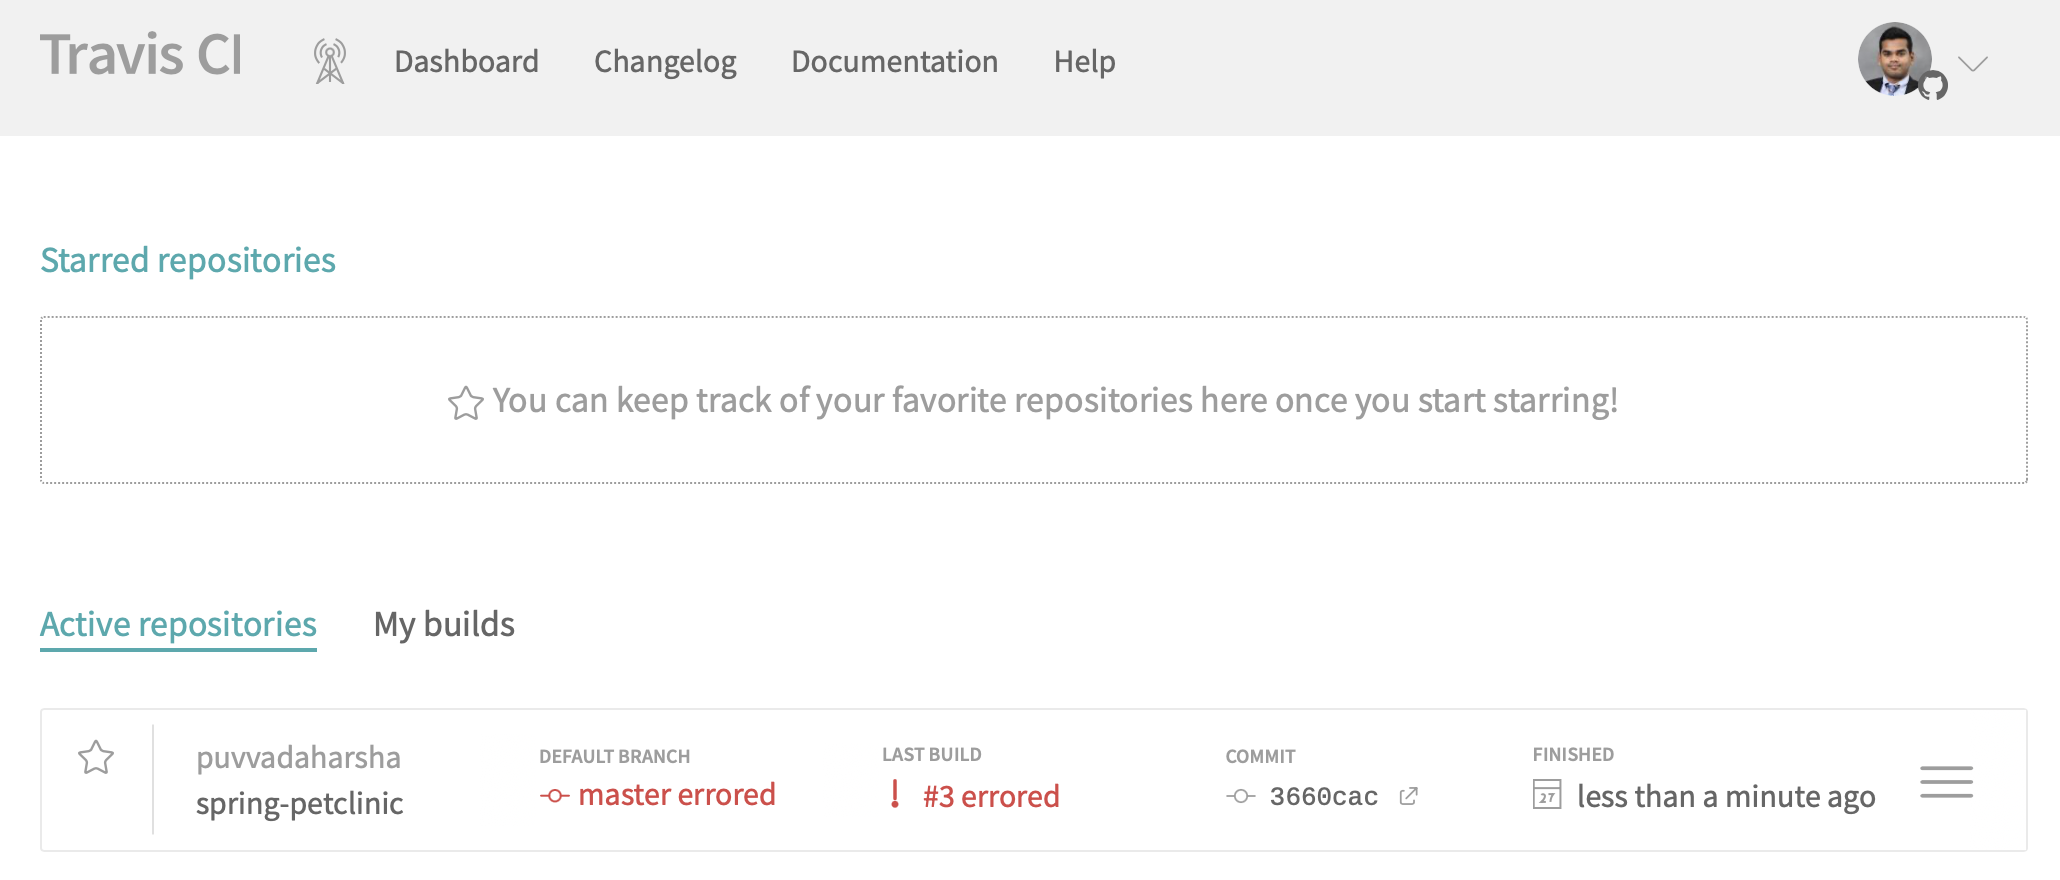 Travis CI
Dashboard
Changelog
Documentation
Help
Starred repositories
You can keep track of your favorite repositories here once you start starring!
Active repositories
My builds
puvvadaharsha
spring-petclinic
DEFAULT BRANCH
master errored
LAST BUILD
! #3 errored
COMMIT
3660cac
FINISHED
27 less than a minute ago